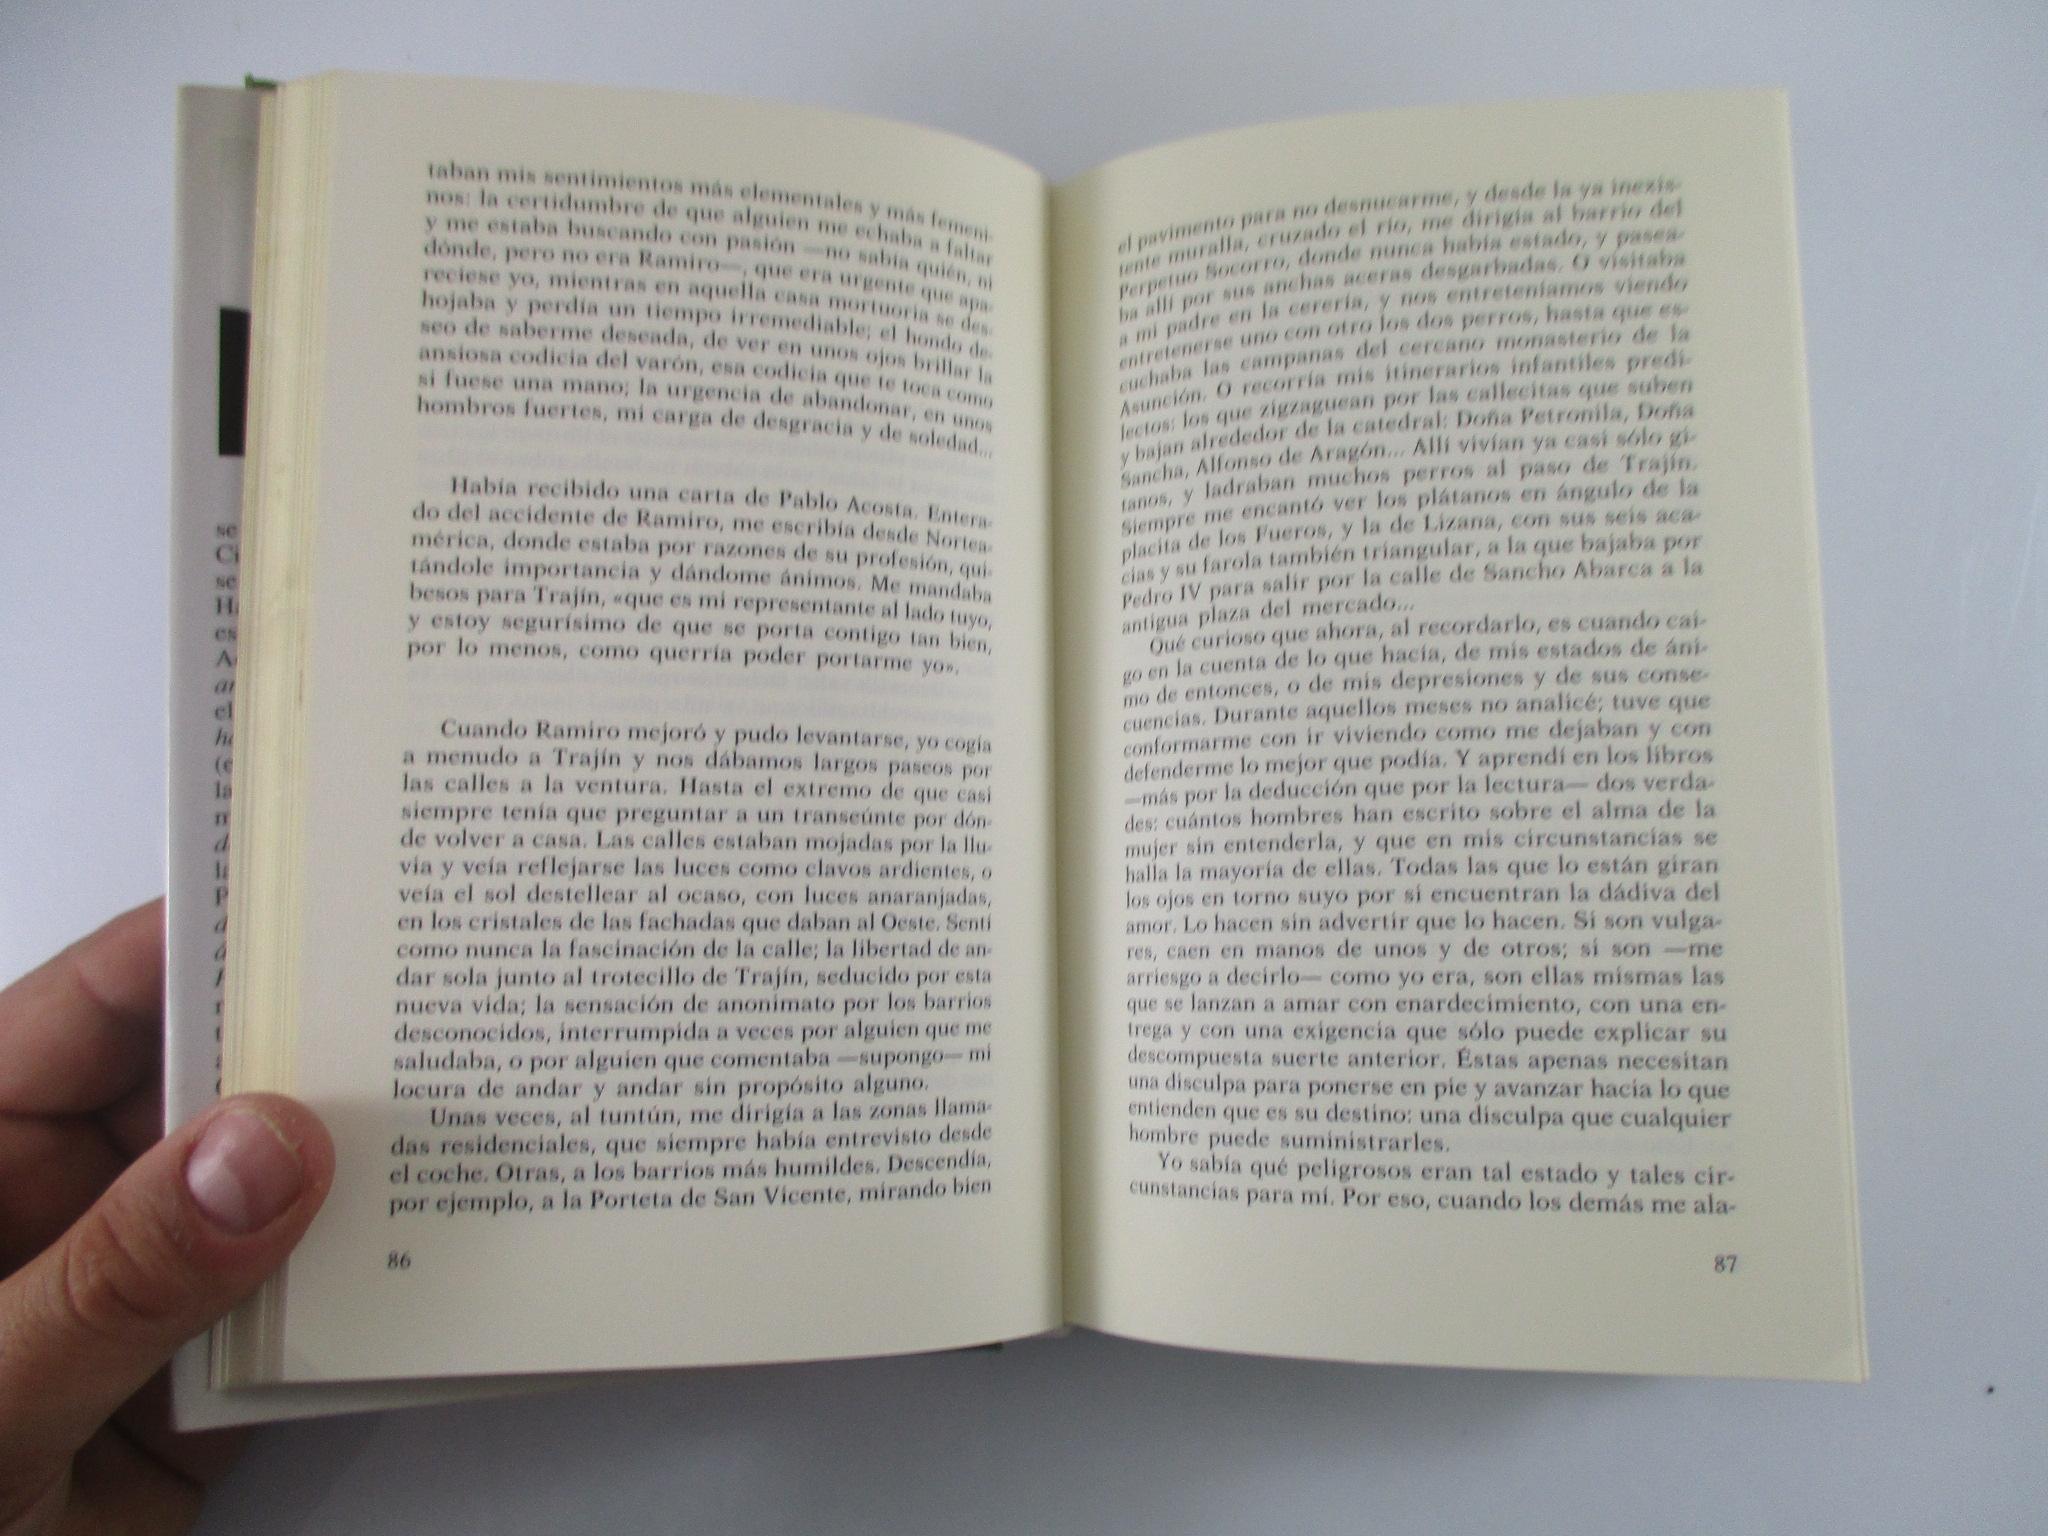 taban mis sentimientos más elementales y más femeni-
nos: la certidumbre de que alguien me echaba a faltar
y me estaba buscando con pasión —no sabía quién, ni
dónde, pero no era Ramiro—, que era urgente que apa-
reciese yo, mientras en aquella casa mortuoria se des-
hojaba y perdía un tiempo irremediable; el hondo de-
seo de saberme deseada, de ver en unos ojos brillar la
ansiosa codicia del varón, esa codicia que te toca como
si fuese una mano; la urgencia de abandonar, en unos
hombros fuertes, mi carga de desgracia y de soledad...
Había recibido una carta de Pablo Acosta. Entera-
do del accidente de Ramiro, me escribía desde Nortea-
mérica, donde estaba por razones de su profesión, qui-
tándole importancia y dándome ánimos. Me mandaba
besos para Trajín, «que es mi representante al lado tuyo,
y estoy segurísimo de que se porta contigo tan bien,
por lo menos, como querría poder portarme yo».
Cuando Ramiro mejoró y pudo levantarse, yo cogía
a menudo a Trajín y nos dábamos largos paseos por
las calles a la ventura. Hasta el extremo de que casi
siempre tenía que preguntar a un transeúnte por dón-
de volver a casa. Las calles estaban mojadas por la llu-
via y veía reflejarse las luces como clavos ardientes, o
veía el sol destellear al ocaso, con luces anaranjadas,
en los cristales de las fachadas que daban al Oeste. Sentí
como nunca la fascinación de la calle; la libertad de an-
dar sola junto al trotecillo de Trajín, seducido por esta
nueva vida; la sensación de anonimato por los barrios
desconocidos, interrumpida a veces por alguien que me
saludaba, o por alguien que comentaba —supongo— mi
locura de andar y andar sin propósito alguno.
Unas veces, al tuntún, me dirigía a las zonas llama-
das residenciales, que siempre había entrevisto desde
el coche. Otras, a los barrios más humildes. Descendía,
por ejemplo, a la Porteta de San Vicente, mirando bien
86
el pavimento para no desnucarme, y desde la ya inexis-
tente muralla, cruzado el río, me dirigía al barrio del
Perpetuo Socorro, donde nunca había estado, y pasea-
ba allí por sus anchas aceras desgarbadas. O visitaba
a mi padre en la cerería, y nos entreteníamos viendo
entretenerse uno con otro los dos perros, hasta que es-
cuchaba las campanas del cercano monasterio de la
Asunción. O recorría mis itinerarios infantiles predi-
lectos: los que zigzaguean por las callecitas que suben
y bajan alrededor de la catedral: Doña Petronila, Doña
Sancha, Alfonso de Aragón... Allí vivían ya casi sólo gi-
tanos, y ladraban muchos perros al paso de Trajín.
Siempre me encantó ver los plátanos en ángulo de la
placita de los Fueros, y la de Lizana, con sus seis aca-
cias y su farola también triangular, a la que bajaba por
Pedro IV para salir por la calle de Sancho Abarca a la
antigua plaza del mercado...
Qué curioso que ahora, al recordarlo, es cuando cai-
go en la cuenta de lo que hacía, de mis estados de áni-
mo de entonces, o de mis depresiones y de sus conse-
cuencias. Durante aquellos meses no analicé; tuve que
conformarme con ir viviendo como me dejaban y con
defenderme lo mejor que podía. Y aprendí en los libros
—más por la deducción que por la lectura— dos verda-
des: cuántos hombres han escrito sobre el alma de la
mujer sin entenderla, y que en mis circunstancias se
halla la mayoría de ellas. Todas las que lo están giran
los ojos en torno suyo por si encuentran la dádiva del
amor. Lo hacen sin advertir que lo hacen. Si son vulga-
res, caen en manos de unos y de otros; si son —me
arriesgo a decirlo— como yo era, son ellas mismas las
que se lanzan a amar con enardecimiento, con una en-
trega y con una exigencia que sólo puede explicar su
descompuesta suerte anterior. Éstas apenas necesitan
una disculpa para ponerse en pie y avanzar hacia lo que
entienden que es su destino: una disculpa que cualquier
hombre puede suministrarles.
Yo sabía qué peligrosos eran tal estado y tales cir-
cunstancias para mí. Por eso, cuando los demás me ala-
87